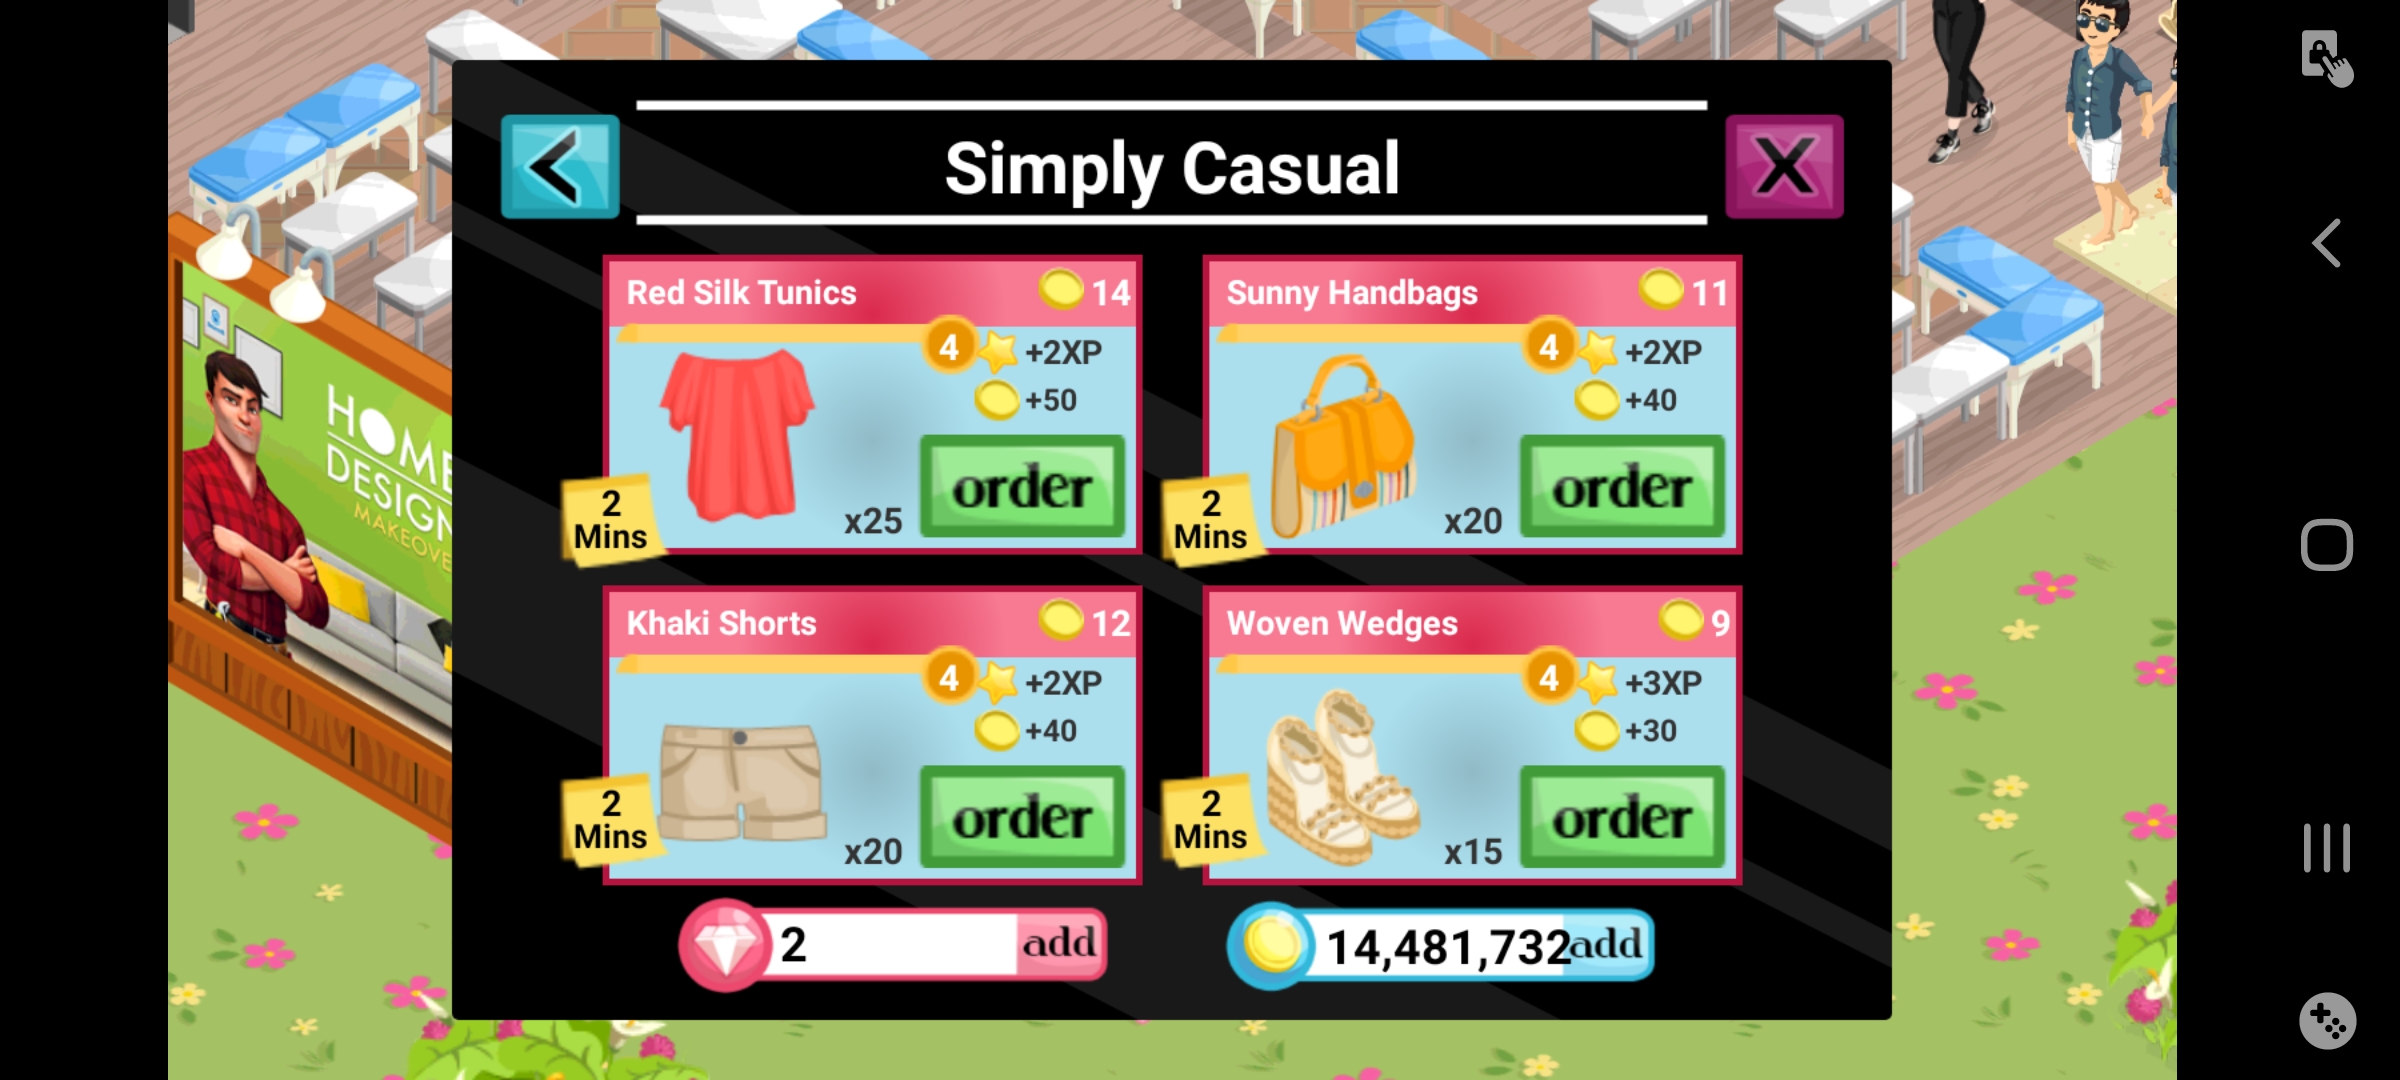 Simply Casual
X
Red Silk Tunics 14
4 +2XP
+50
2
Mins
x25
order
Sunny Handbags 11
4 +2XP
+40
2
Mins
x20
order
Khaki Shorts 12
4 +2XP
+40
2
Mins
x20
order
Woven Wedges 9
4 +3XP
+30
2
Mins
x15
order
2 add
14,481,732 add
HOME
DESIGN
MAKEOVE